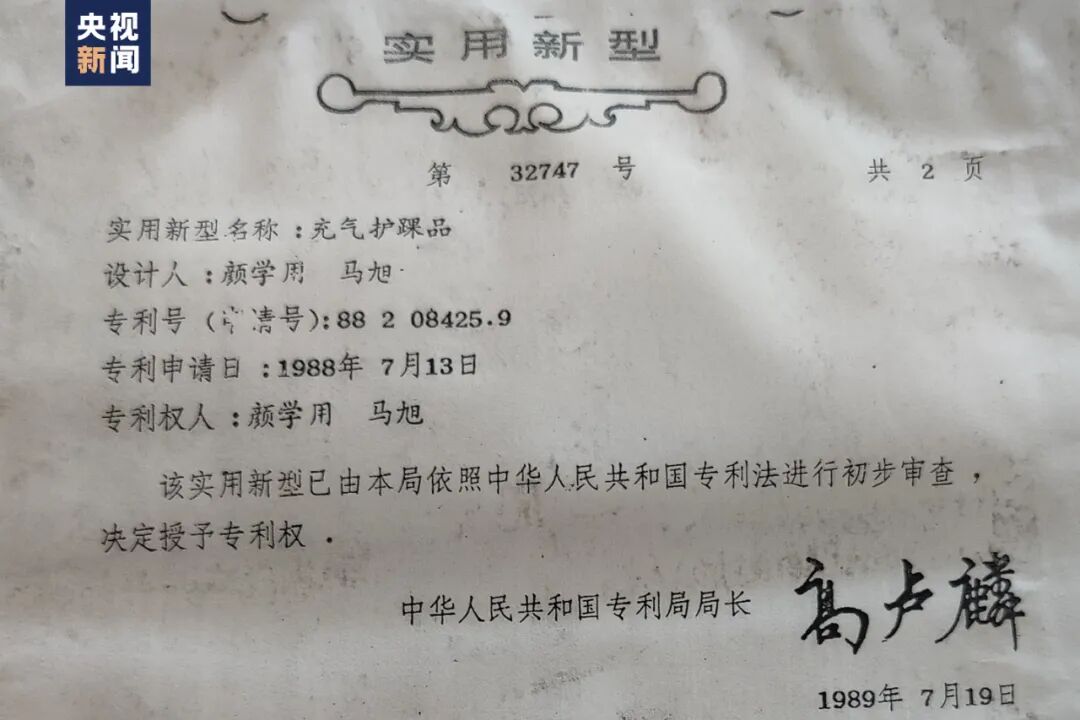 央视
新闻
实用新型
第 32747 号 共 2 页
实用新型名称：充气护踝品
设计人：颜学用 马旭
专利号（申请号）：88 2 08425.9
专利申请日：1988年 7月13日
专利权人：颜学用 马旭
该实用新型已由本局依照中华人民共和国专利法进行初步审查，
决定授予专利权．
中华人民共和国专利局局长 高卢麟
1989年 7月19日